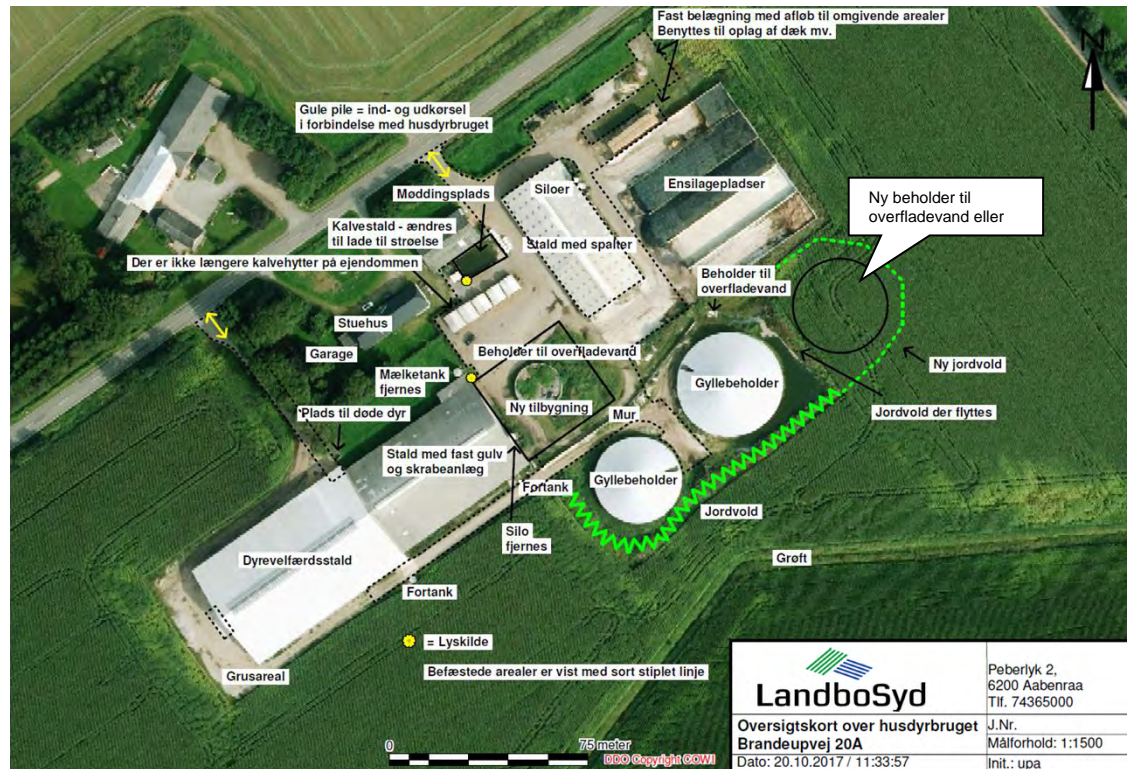 Fast belægning med afløb til omgivende arealer
Benyttes til oplag af dæk mv.
N
Gule pile = ind- og udkørsel
i forbindelse med husdyrbruget
Møddingsplads
Siloer
Ensilagepladser
Ny beholder til
overfladevand eller
Kalvestald - ændres
til lade til strøelse
Stald med spalter
Der er ikke længere kalvehytter på ejendommen
Beholder til
overfladevand
Stuehus
Garage
Beholder til overfladevand
Mælketank
fjernes
Gyllebeholder
Ny jordvold
Ny tilbygning
Plads til døde dyr
Mur
Jordvold der flyttes
Stald med fast gulv
og skrabeanlæg
Gyllebeholder
Fortank
Jordvold
Silo
fjernes
Dyrevelfærdsstald
Grøft
Fortank
= Lyskilde
Grusareal
Befæstede arealer er vist med sort stiplet linje
0
75 meter
DDO Copyright COWI
LandboSyd
Peberlyk 2,
6200 Aabenraa
Tlf. 74365000
Oversigtskort over husdyrbruget
Brandeupvej 20A
J.Nr.
Målforhold: 1:1500
Dato: 20.10.2017 / 11:33:57
Init.: upa